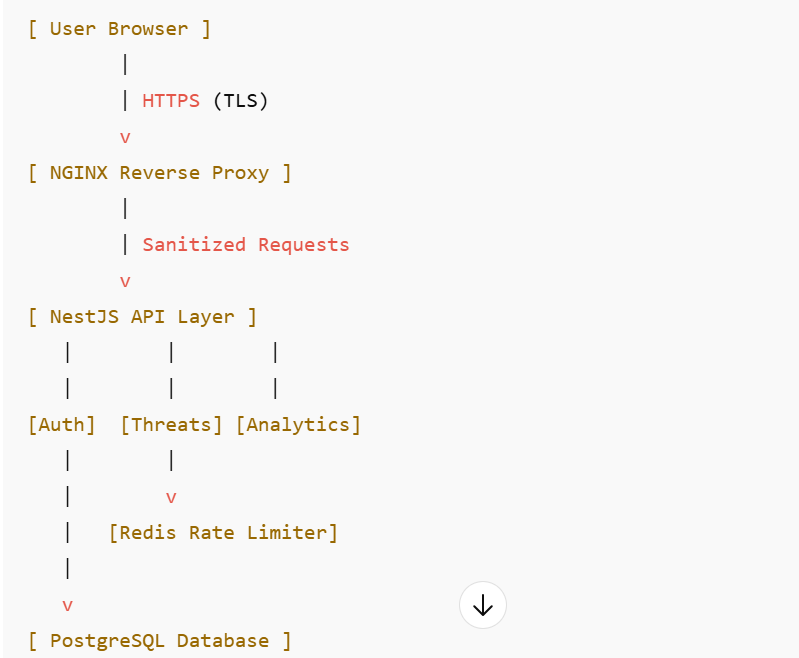 [ User Browser ]
|
| HTTPS (TLS)
v
[ NGINX Reverse Proxy ]
|
| Sanitized Requests
v
[ NestJS API Layer ]
| | |
| | |
[Auth] [Threats] [Analytics]
| |
| v
| [Redis Rate Limiter]
|
v
[ PostgreSQL Database ]